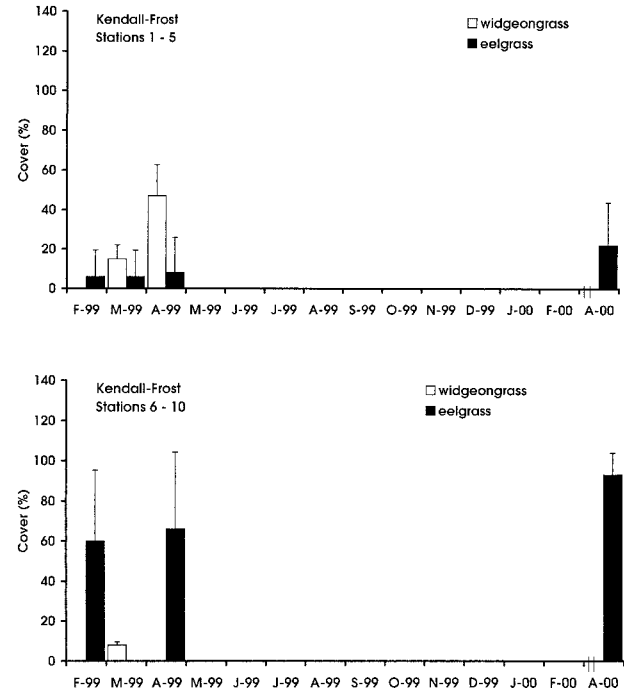 140
120
100
80
60
40
20
0
Cover (%)
Kendall-Frost
Stations 1 - 5
widgeongrass
eelgrass
F-99 M-99 A-99 M-99 J-99 J-99 A-99 S-99 O-99 N-99 D-99 J-00 F-00 A-00
140
120
100
80
60
40
20
0
Cover (%)
Kendall-Frost
Stations 6 - 10
widgeongrass
eelgrass
F-99 M-99 A-99 M-99 J-99 J-99 A-99 S-99 O-99 N-99 D-99 J-00 F-00 A-00